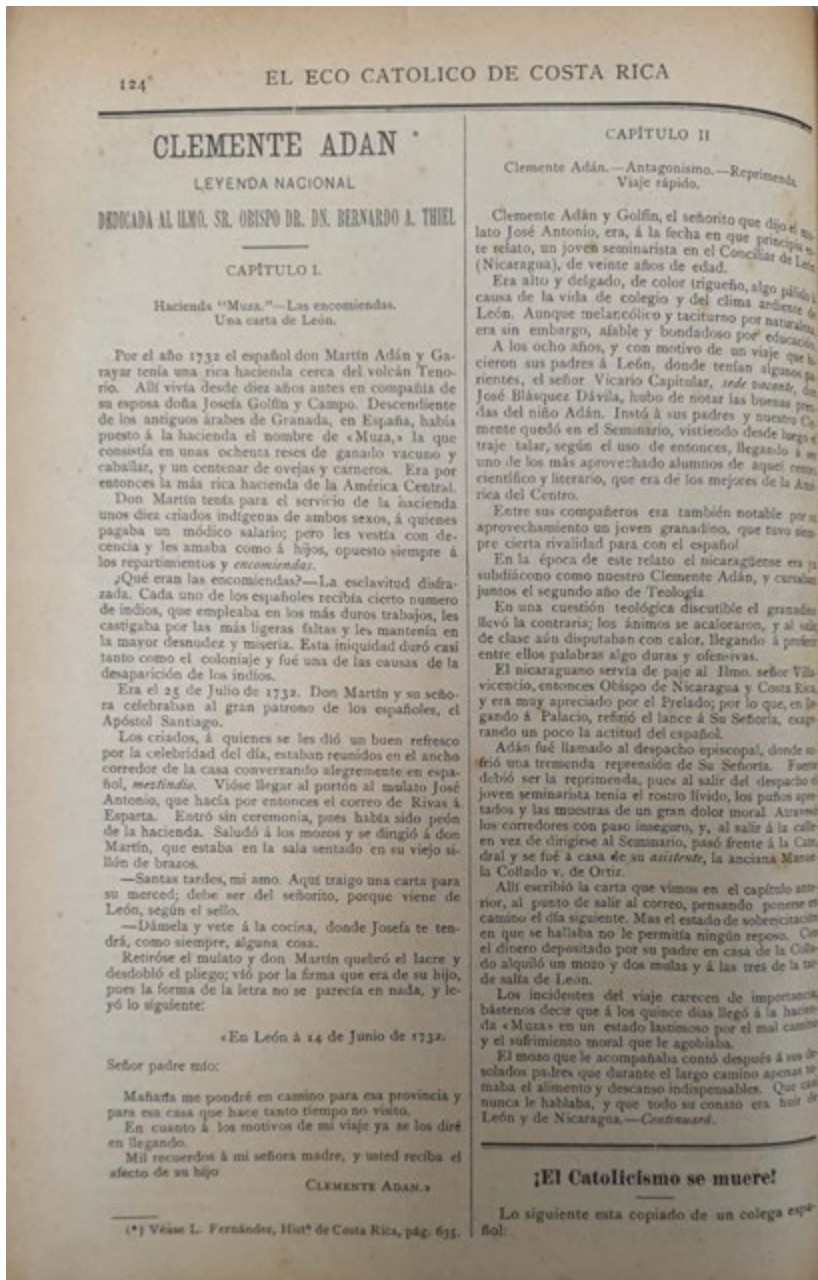 124
EL ECO CATOLICO DE COSTA RICA
CLEMENTE ADAN *
LEYENDA NACIONAL
DEDICADA AL ILMO. SR. OBISPO DR. DN. BERNARDO A. THIEL
CAPÍTULO I.
Hacienda "Muza."—Las encomiendas.
Una carta de León.
Por el año 1732 el español don Martín Adán y Ga-
rayar tenía una rica hacienda cerca del volcán Teno-
rio. Allí vivía desde diez años antes en compañía de
su esposa doña Josefa Golfín y Campo. Descendiente
de los antiguos árabes de Granada, en España, había
puesto á la hacienda el nombre de «Muza,» la que
consistía en unas ochenta reses de ganado vacuno y
caballar, y un centenar de ovejas y carneros. Era por
entonces la más rica hacienda de la América Central.
Don Martín tenía para el servicio de la hacienda
unos diez criados indígenas de ambos sexos, á quienes
pagaba un módico salario; pero les vestía con de-
cencia y les amaba como á hijos, opuesto siempre á
los repartimientos y encomiendas.
¿Qué eran las encomiendas?—La esclavitud disfra-
zada. Cada uno de los españoles recibía cierto numero
de indios, que empleaba en los más duros trabajos, les
castigaba por las más ligeras faltas y les mantenía en
la mayor desnudez y miseria. Esta iniquidad duró casi
tanto como el coloniaje y fué una de las causas de la
desaparición de los indios.
Era el 25 de Julio de 1732. Don Martín y su seño-
ra celebraban al gran patrono de los españoles, el
Apóstol Santiago.
Los criados, á quienes se les dió un buen refresco
por la celebridad del día, estaban reunidos en el ancho
corredor de la casa conversando alegremente en espa-
ñol, mextindio. Vióse llegar al portón al mulato José
Antonio, que hacía por entonces el correo de Rivas á
Esparta. Entró sin ceremonía, pues había sido peón
de la hacienda. Saludó á los mozos y se dingió á don
Martín, que estaba en la sala sentado en su viejo si-
llón de brazos.
—Santas tardes, mi amo. Aquí traigo una carta para
su merced; debe ser del señorito, porque viene de
León, según el sello.
—Dámela y vete á la cocina, donde Josefa te ten-
drá, como siempre, alguna cosa.
Retiróse el mulato y don Martín quebró el lacre y
desdobló el pliego; vió por la firma que era de su hijo,
pues la forma de la letra no se parecía en nada, y le-
yó lo siguiente:
«En León á 14 de Junio de 1732.
Señor padre mío:
Mañana me pondré en camino para esa provincia y
para esa casa que hace tanto tiempo no visito.
En cuanto á los motivos de mi viaje ya se los diré
en llegando.
Mil recuerdos á mi señora madre, y usted reciba el
afecto de su hijo
CLEMENTE ADAN.»
(*) Véase L. Fernández, Histª de Costa Rica, pág. 635.
CAPÍTULO II
Clemente Adán.—Antagonismo.—Reprimenda
Viaje rápido.
Clemente Adán y Golfín, el señorito que dijo el mu-
lato José Antonio, era, á la fecha en que principia es-
te relato, un joven seminarista en el Conciliar de León
(Nicaragua), de veinte años de edad.
Era alto y delgado, de color trigueño, algo pálido á
causa de la vida de colegio y del clima ardiente de
León. Aunque melancólico y taciturno por naturaleza,
era sin embargo, afable y bondadoso por educación.
A los ocho años, y con motivo de un viaje que hi-
cieron sus padres á León, donde tenían algunos pa-
rientes, el señor Vicario Capitular, sede vacante, don
José Blásquez Dávila, hubo de notar las buenas pren-
das del niño Adán. Instó á sus padres y nuestro Cle-
mente quedó en el Seminario, vistiendo desde luego el
traje talar, según el uso de entonces, llegando á ser
uno de los más aprovechado alumnos de aquel centro
científico y literario, que era de los mejores de la Amé-
rica del Centro.
Entre sus compañeros era también notable por su
aprovechamiento un joven granadino, que tuvo siem-
pre cierta rivalidad para con el español
En la época de este relato el nicaragüense era ya
subdiácono como nuestro Clemente Adán, y cursaban
juntos el segundo año de Teología
En una cuestión teológica discutible el granadino
llevó la contraria; los ánimos se acaloraron, y al salir
de clase aún disputaban con calor, llegando á proferir
entre ellos palabras algo duras y ofensivas.
El nicaraguano servía de paje al Ilmo. señor Villa-
vicencio, entonces Obispo de Nicaragua y Costa Rica,
y era muy apreciado por el Prelado; por lo que, en lle-
gando á Palacio, refirió el lance á Su Señoría, exage-
rando un poco la actitud del español.
Adán fué llamado al despacho episcopal, donde su-
frió una tremenda reprensión de Su Señoría. Fuerte
debió ser la reprimenda, pues al salir del despacho el
joven seminarista tenía el rostro lívido, los puños apre-
tados y las muestras de un gran dolor moral. Atravesó
los corredores con paso inseguro, y, al salir á la calle
en vez de dirigirse al Semanario, pasó frente á la Cate-
dral y se fué á casa de su asistente, la anciana Manue-
la Collado v. de Ortiz.
Allí escribió la carta que vimos en el capítulo ante-
rior, al punto de salir al correo, pensando ponerse en
camino el día siguiente. Mas el estado de sobrexcitación
en que se hallaba no le permitía ningún reposo. Con
el dinero depositado por su padre en casa de la Colla-
do alquiló un mozo y dos mulas y á las tres de la tar-
de salía de León.
Los incidentes del viaje carecen de importancia,
bástenos decir que á los quince días llegó á la hacien-
da «Muza» en un estado lastimoso por el mal camino
y el sufrimiento moral que le agobiaba.
El mozo que le acompañaba contó después á sus de-
solados padres que durante el largo camino apenas to-
maba el alimento y descanso indispensables. Que casi
nunca le hablaba, y que todo su conato era huir de
León y de Nicaragua.—Continuará.
¡El Catolicismo se muere!
Lo siguiente esta copiado de un colega espa-
ñol: